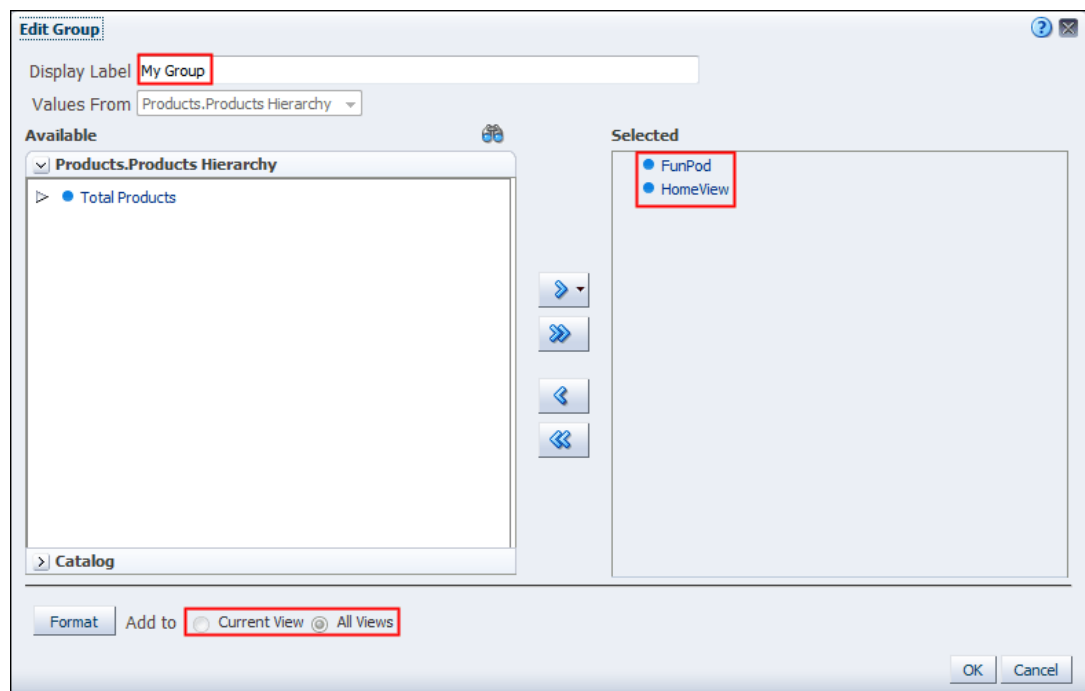 Edit Group
Display Label My Group
Values From Products.Products Hierarchy
Available
Products.Products Hierarchy
Total Products
Catalog
Selected
FunPod
HomeView
Format Add to Current View All Views
OK Cancel